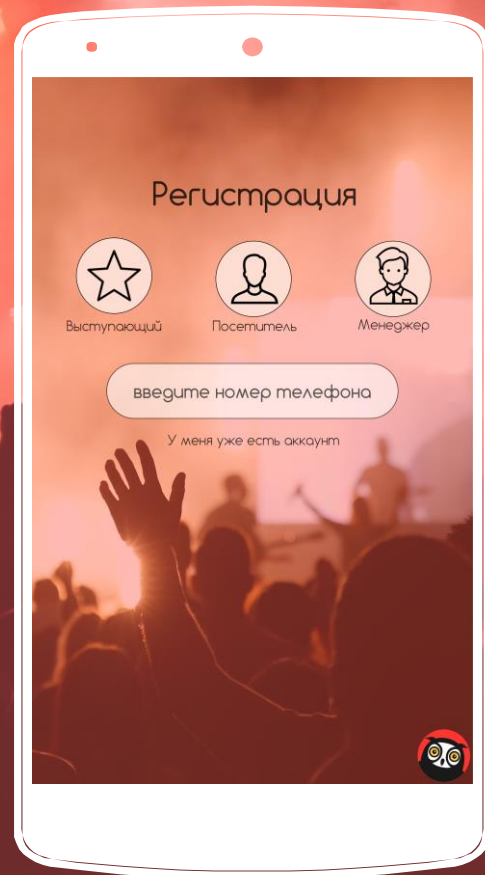 Регистрация
Выступающий Посетитель Менеджер
введите номер телефона
У меня уже есть аккаунт